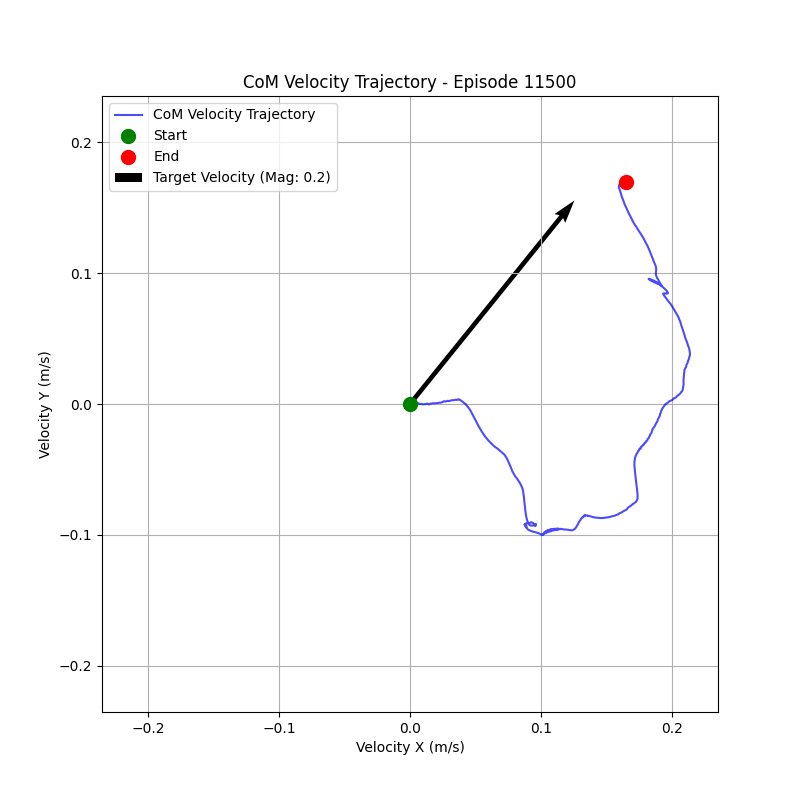 CoM Velocity Trajectory - Episode 11500
CoM Velocity Trajectory
Start
End
Target Velocity (Mag: 0.2)
0.2
0.1
0.0
−0.1
−0.2
Velocity Y (m/s)
−0.2
−0.1
0.0
0.1
0.2
Velocity X (m/s)